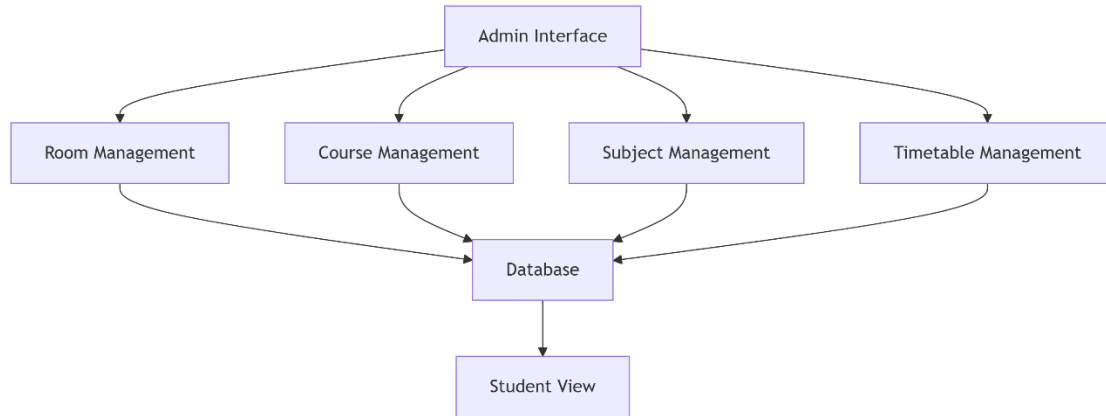 Admin Interface
Room Management
Course Management
Subject Management
Timetable Management
Database
Student View